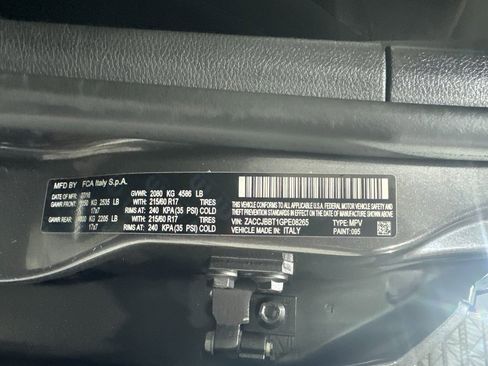 MFD BY FCA Italy S.p.A.
DATE OF MFR: GVWR: 2080 KG 4586 LB
GAWR FRONT: KG 2535 LB WITH 215/60 R17 TIRES
17x7 RIMS AT: 240 KPA (35 PSI) COLD
GAWR REAR: KG 2205 LB WITH 215/60 R17 TIRES
17x7 RIMS AT: 240 KPA (35 PSI) COLD
THIS VEHICLE CONFORMS TO ALL APPLICABLE FEDERAL MOTOR VEHICLE SAFETY
AND THEFT PREVENTION STANDARDS IN EFFECT ON THE DATE OF MANUFACTURE SHOWN ABOVE.
VIN: ZACCJBBT1GPE08265 TYPE: MPV
VEHICLE MADE IN: ITALY PAINT: 095